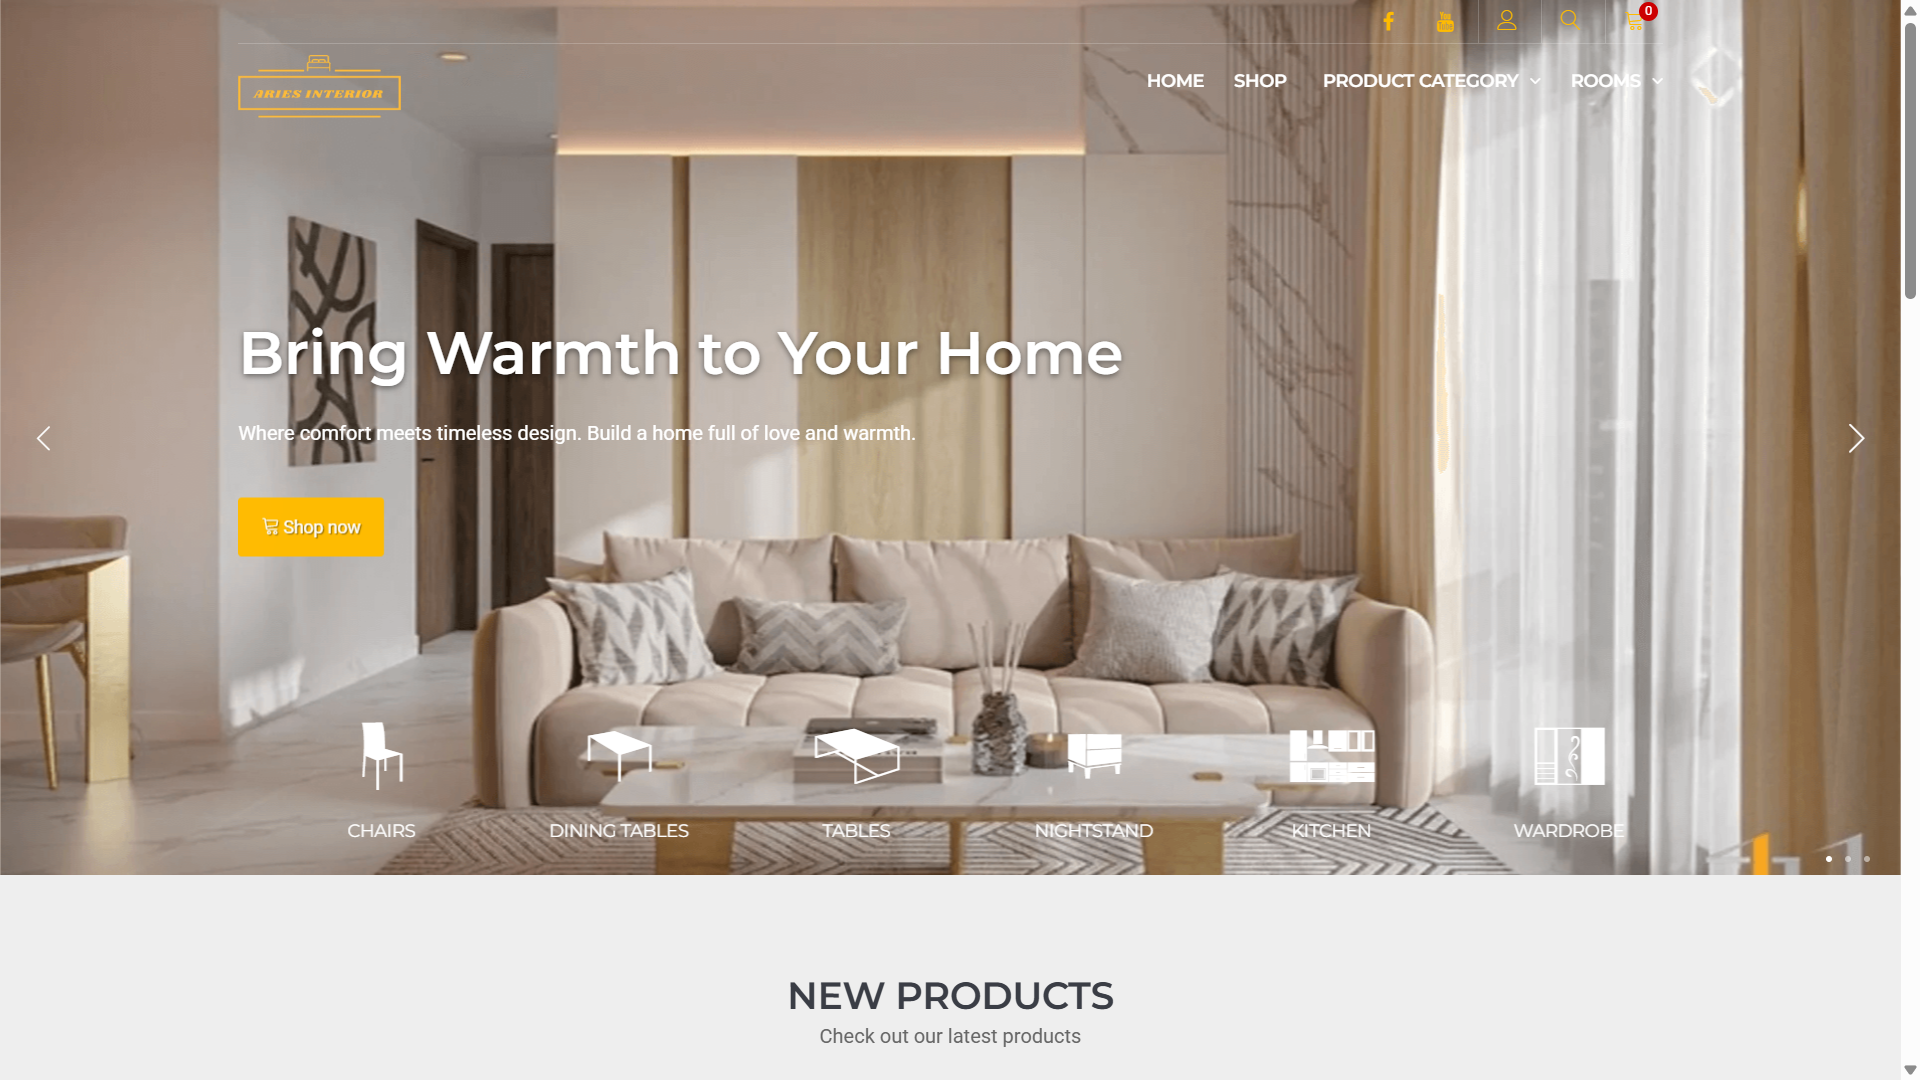 You
Tube
0
ARIES INTERIOR
HOME
SHOP
PRODUCT CATEGORY
ROOMS
Bring Warmth to Your Home
Where comfort meets timeless design. Build a home full of love and warmth.
Shop now
CHAIRS
DINING TABLES
TABLES
NIGHTSTAND
KITCHEN
WARDROBE
NEW PRODUCTS
Check out our latest products